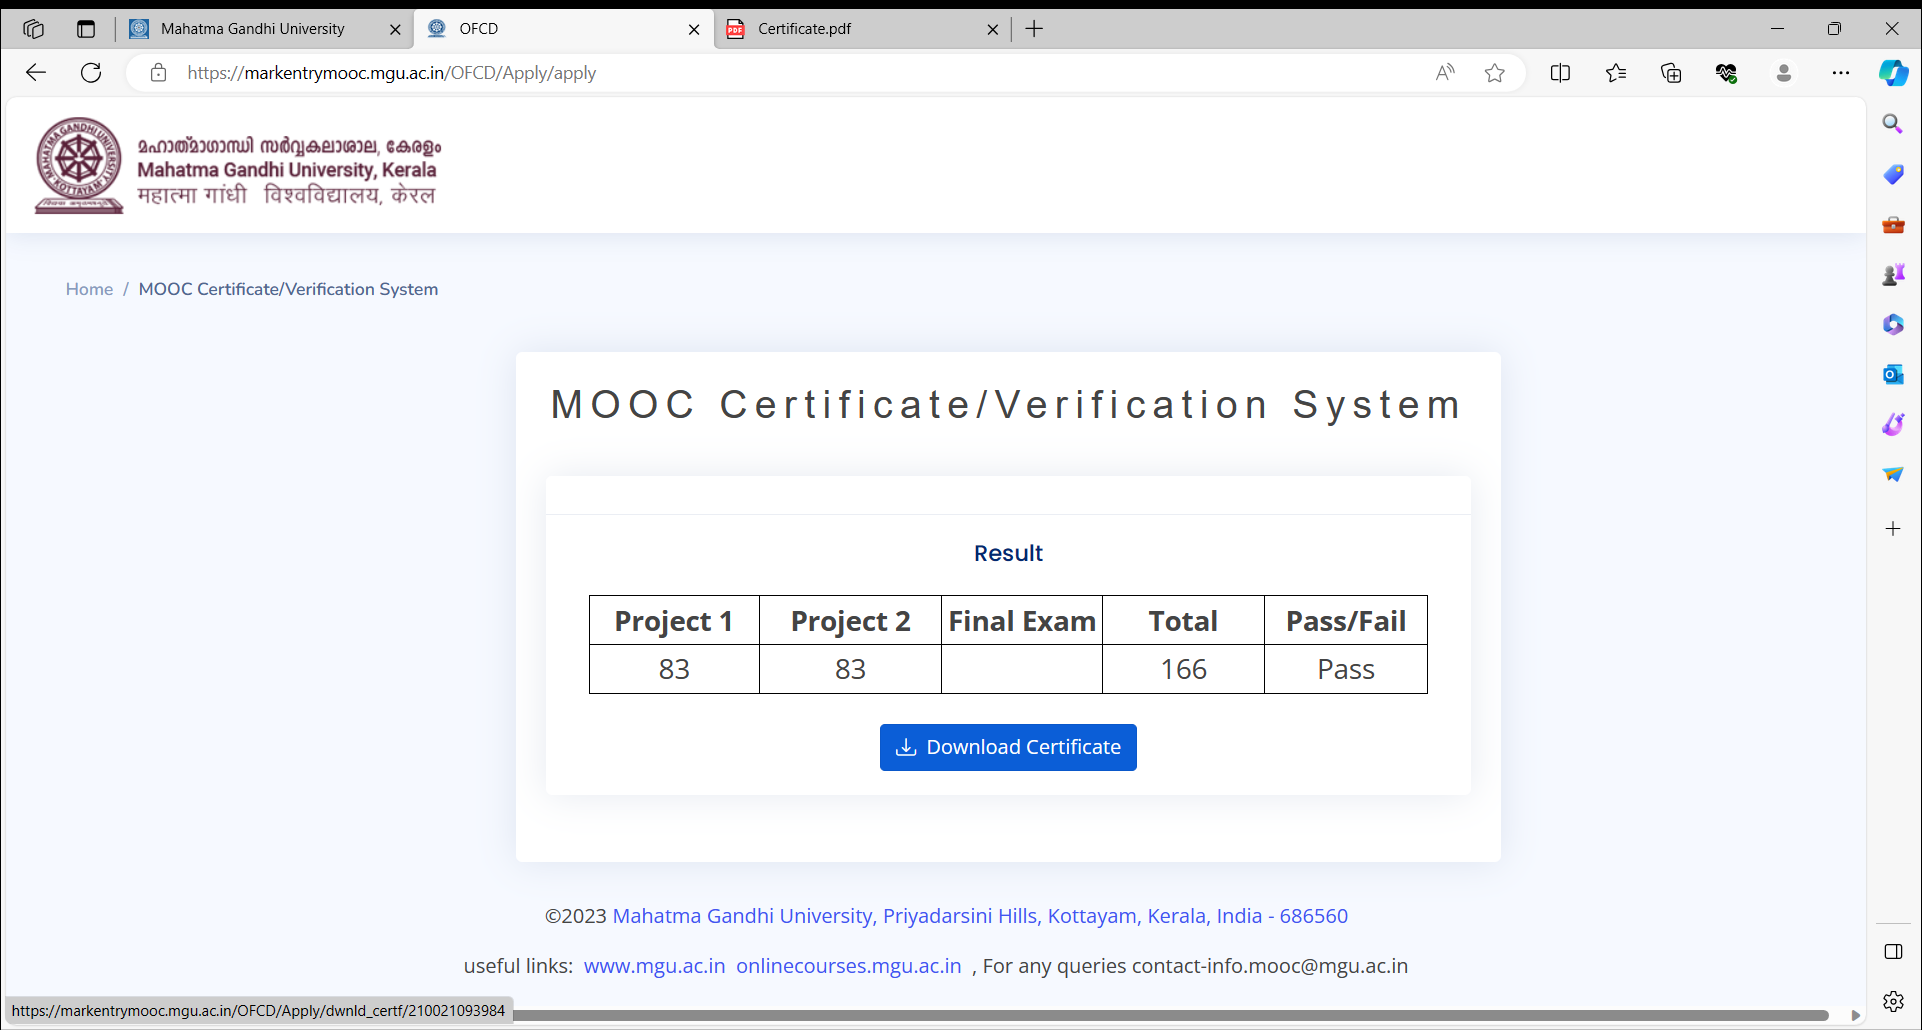 Mahatma Gandhi University
OFCD
Certificate.pdf
https://markentrymooc.mgu.ac.in/OFCD/Apply/apply
മഹാത്മാഗാന്ധി സർവ്വകലാശാല, കേരളം
Mahatma Gandhi University, Kerala
महात्मा गांधी विश्वविद्यालय, केरल
MAHATMA GANDHI UNIVERSITY
KOTTAYAM
Home / MOOC Certificate/Verification System
MOOC Certificate/Verification System
Result
Project 1 Project 2 Final Exam Total Pass/Fail
83 83 166 Pass
Download Certificate
©2023 Mahatma Gandhi University, Priyadarsini Hills, Kottayam, Kerala, India - 686560
useful links: www.mgu.ac.in onlinecourses.mgu.ac.in , For any queries contact-info.mooc@mgu.ac.in
https://markentrymooc.mgu.ac.in/OFCD/Apply/dwnld_certf/210021093984